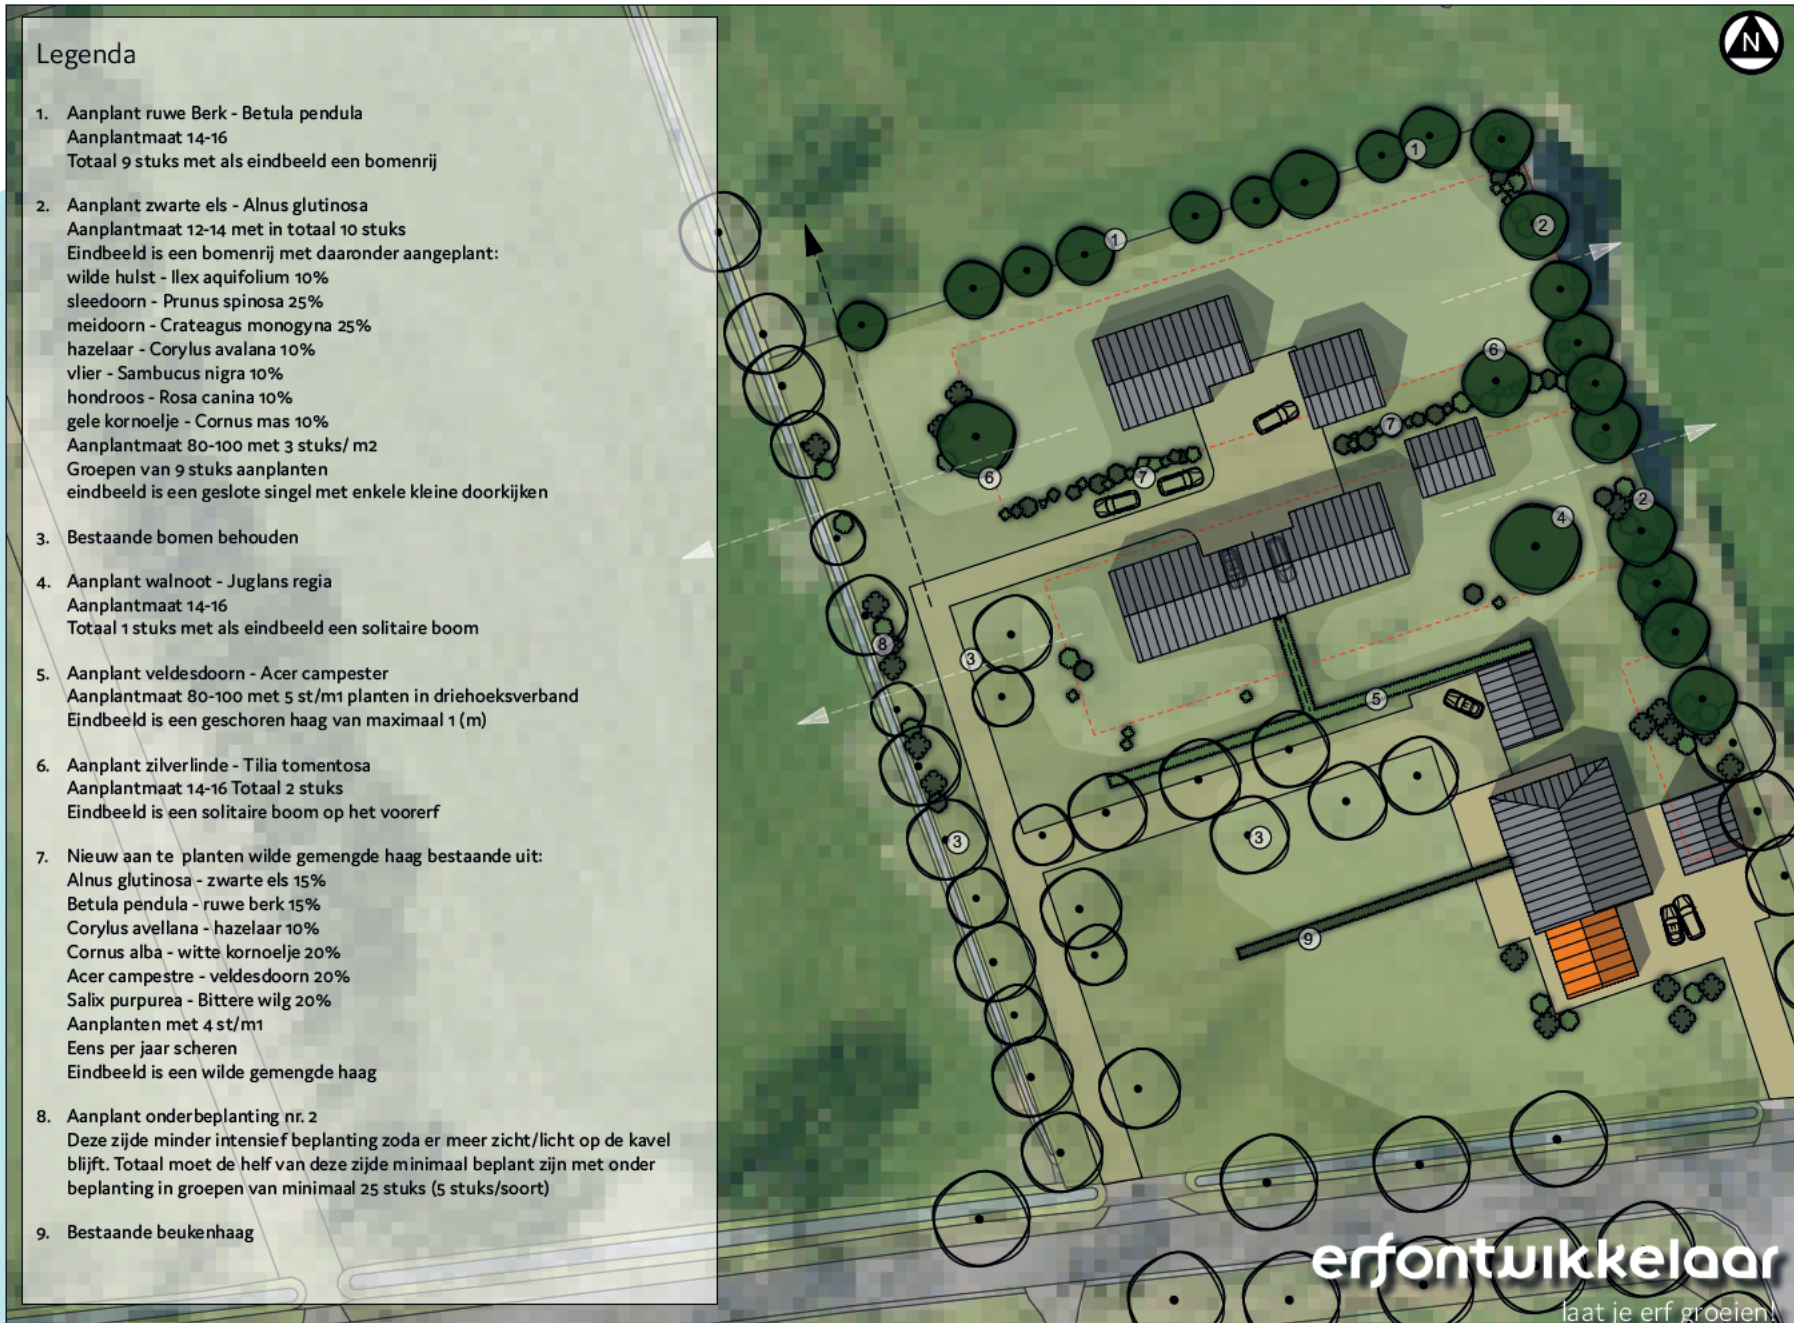 Legenda
1. Aanplant ruwe Berk - Betula pendula
Aanplantmaat 14-16
Totaal 9 stuks met als eindbeeld een bomenrij
2. Aanplant zwarte els - Alnus glutinosa
Aanplantmaat 12-14 met in totaal 10 stuks
Eindbeeld is een bomenrij met daaronder aangeplant:
wilde hulst - Ilex aquifolium 10%
sleedoorn - Prunus spinosa 25%
meidoorn - Crateagus monogyna 25%
hazelaar - Corylus avalana 10%
vlier - Sambucus nigra 10%
hondroos - Rosa canina 10%
gele kornoelje - Cornus mas 10%
Aanplantmaat 80-100 met 3 stuks/ m2
Groepen van 9 stuks aanplanten
eindbeeld is een geslote singel met enkele kleine doorkijken
3. Bestaande bomen behouden
4. Aanplant walnoot - Juglans regia
Aanplantmaat 14-16
Totaal 1 stuks met als eindbeeld een solitaire boom
5. Aanplant veldesdoorn - Acer campester
Aanplantmaat 80-100 met 5 st/m1 planten in driehoeksverband
Eindbeeld is een geschoren haag van maximaal 1 (m)
6. Aanplant zilverlinde - Tilia tomentosa
Aanplantmaat 14-16 Totaal 2 stuks
Eindbeeld is een solitaire boom op het voorerf
7. Nieuw aan te planten wilde gemengde haag bestaande uit:
Alnus glutinosa - zwarte els 15%
Betula pendula - ruwe berk 15%
Corylus avellana - hazelaar 10%
Cornus alba - witte kornoelje 20%
Acer campestre - veldesdoorn 20%
Salix purpurea - Bittere wilg 20%
Aanplanten met 4 st/m1
Eens per jaar scheren
Eindbeeld is een wilde gemengde haag
8. Aanplant onderbeplanting nr. 2
Deze zijde minder intensief beplanting zoda er meer zicht/licht op de kavel
blijft. Totaal moet de helf van deze zijde minimaal beplant zijn met onder
beplanting in groepen van minimaal 25 stuks (5 stuks/soort)
9. Bestaande beukenhaag
N
1
1
2
6
7
6
7
2
4
8
3
5
3
3
9
erfontwikkelaar
laat je erf groeien!